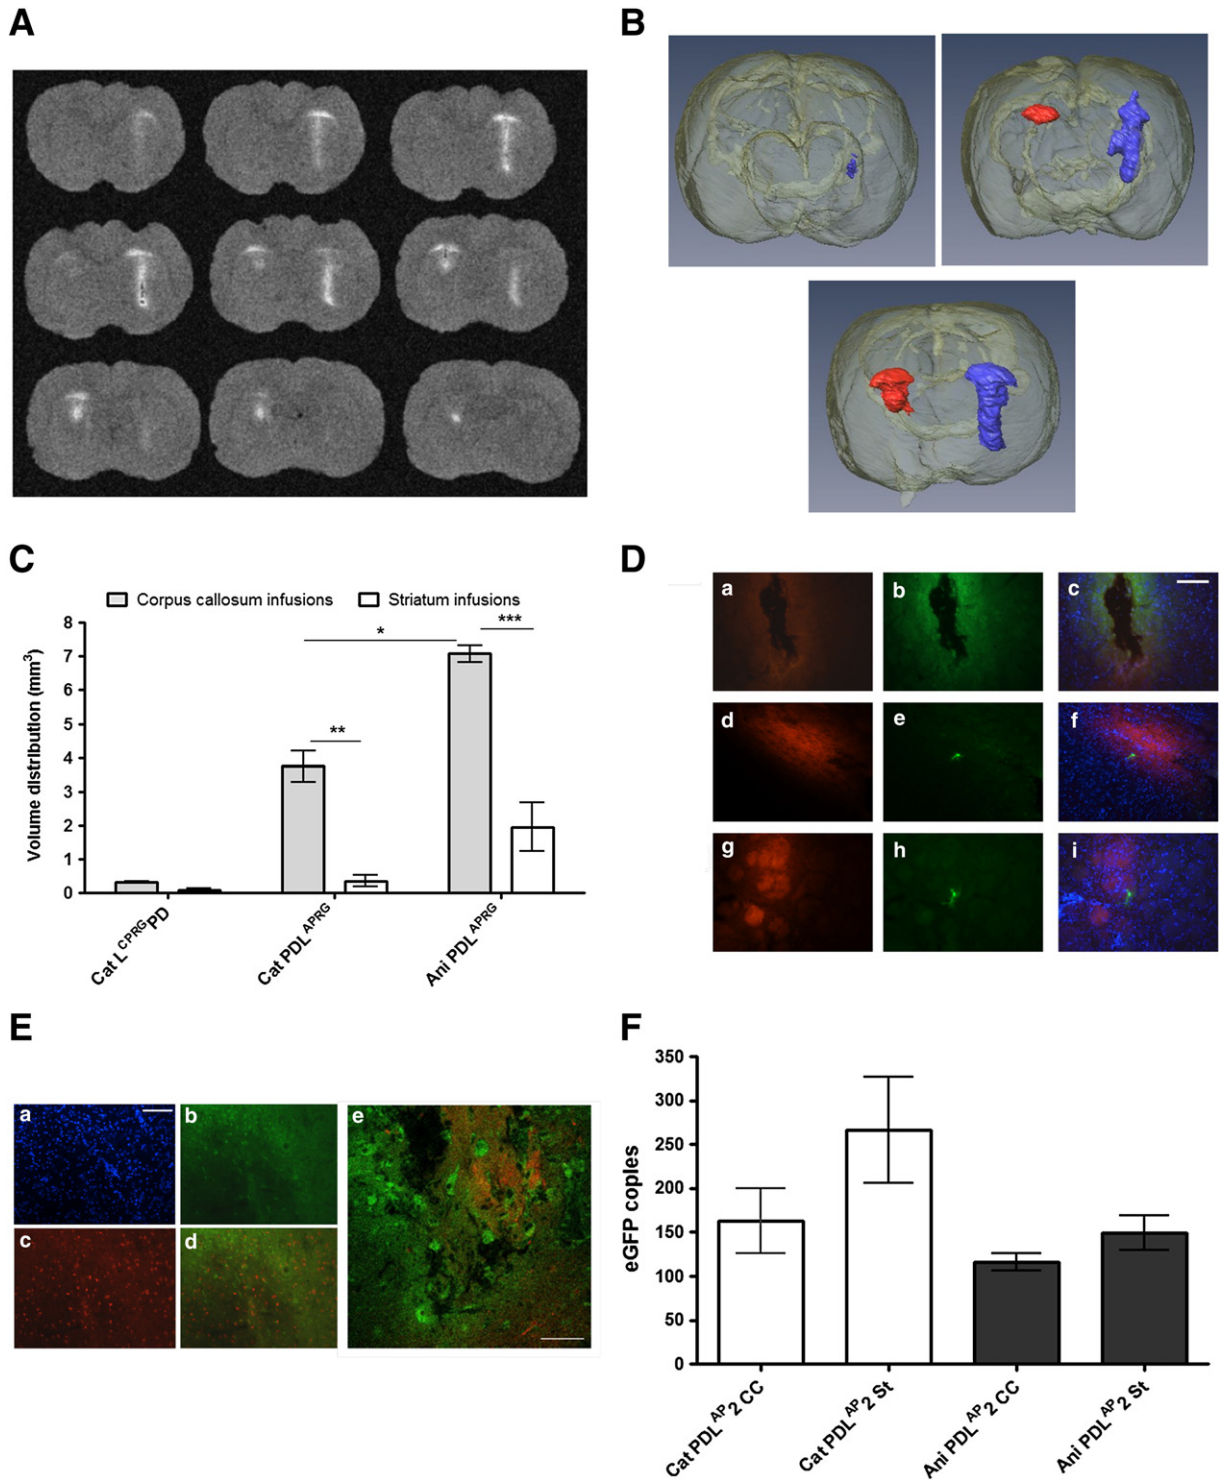 A
B
C
Corpus callosum infusions
Striatum infusions
Volume distribution (mm³)
8
7
6
5
4
3
2
1
0
*
**
***
Cat L^CPRG PD
Cat PDL^APRG
Ani PDL^APRG
D
a
b
c
d
e
f
g
h
i
E
a
b
c
d
e
F
eGFP copies
350
300
250
200
150
100
50
0
Cat PDL^AP 2 CC
Cat PDL^AP 2 St
Ani PDL^AP 2 CC
Ani PDL^AP 2 St